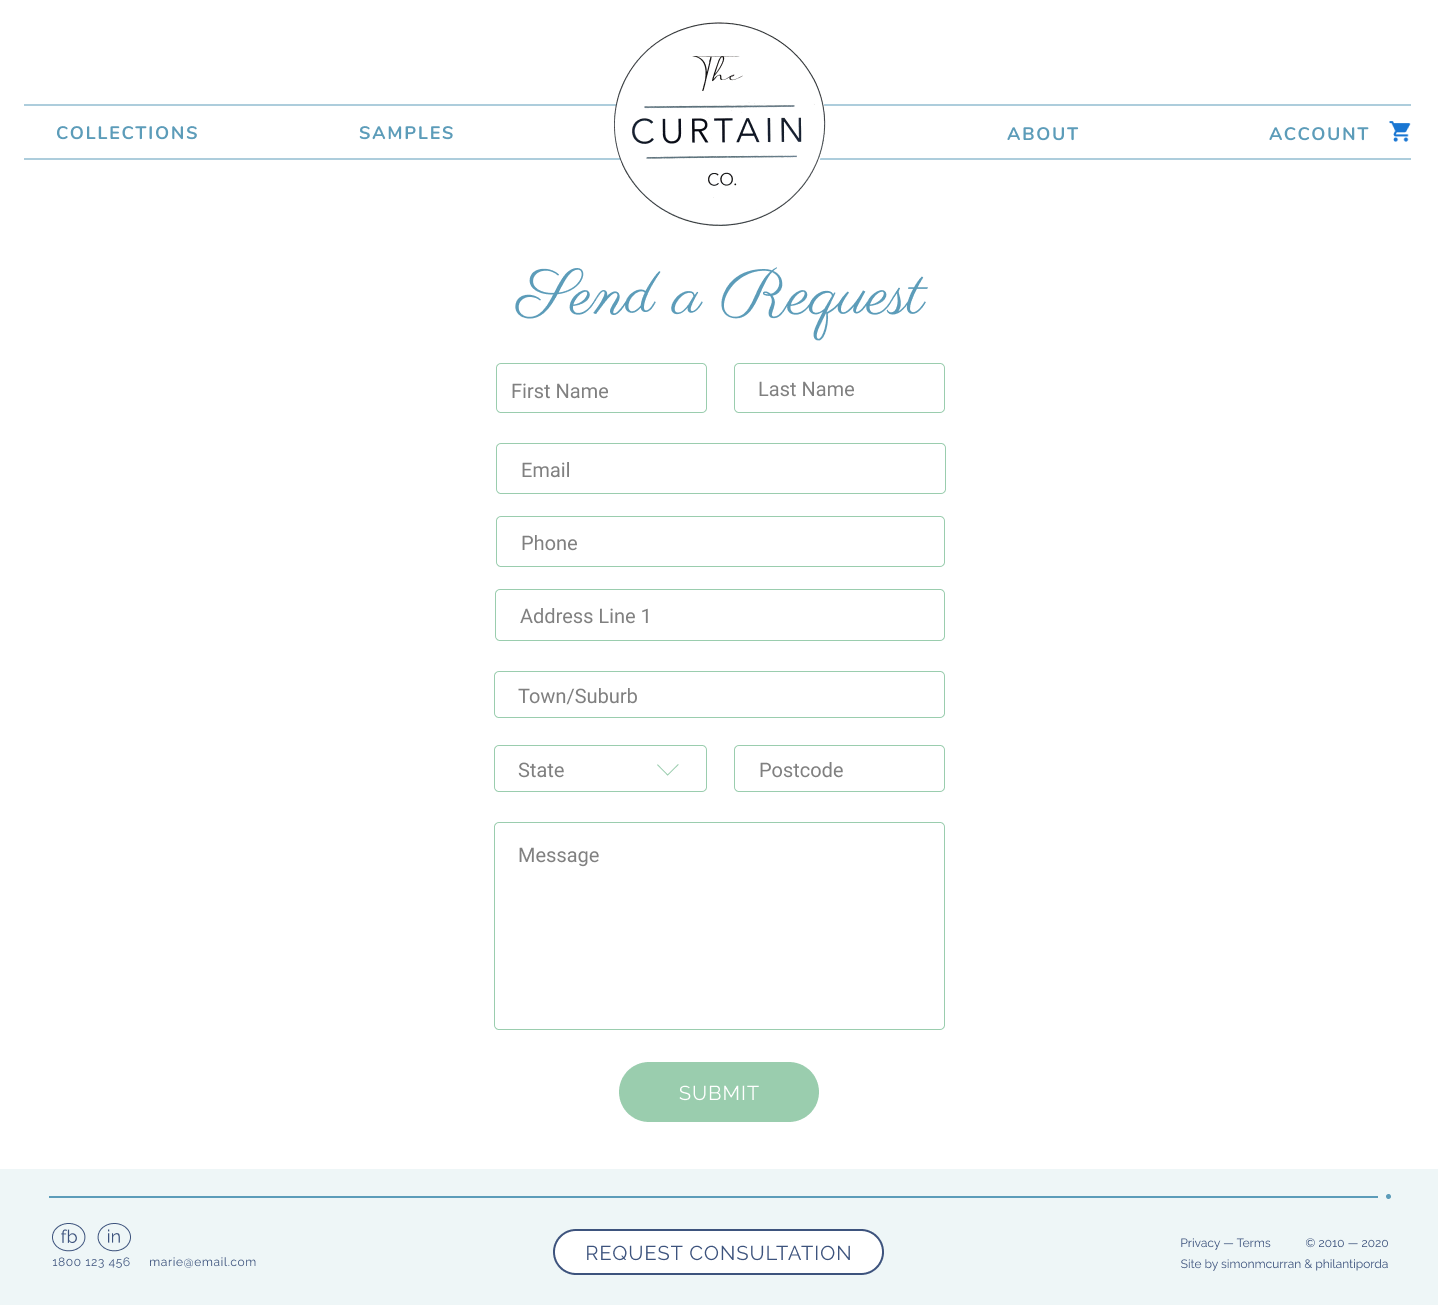 The
COLLECTIONS SAMPLES CURTAIN ABOUT ACCOUNT
CO.
Send a Request
First Name Last Name
Email
Phone
Address Line 1
Town/Suburb
State Postcode
Message
SUBMIT
fb in
1800 123 456 marie@email.com
REQUEST CONSULTATION
Privacy — Terms © 2010 — 2020
Site by simonmcurran & philantiporda